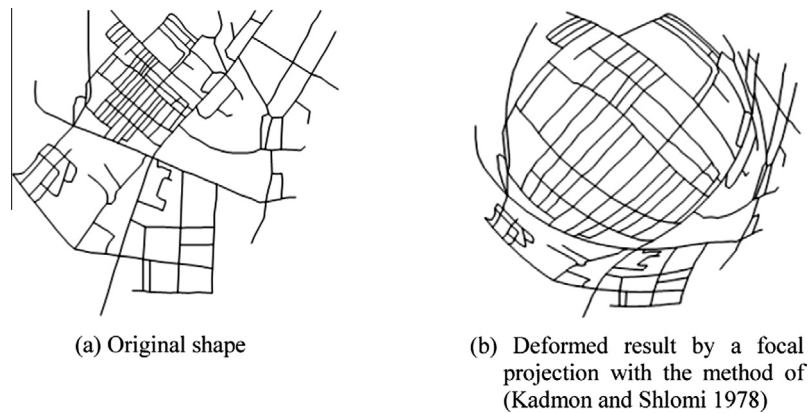 (a) Original shape
(b) Deformed result by a focal
projection with the method of
(Kadmon and Shlomi 1978)